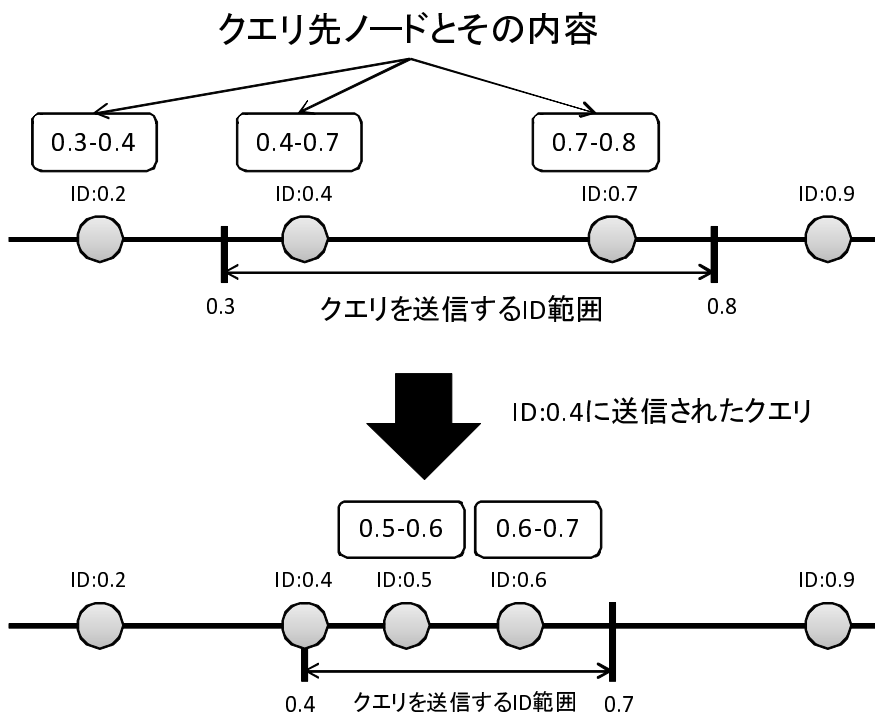 クエリ先ノードとその内容
0.3-0.4
0.4-0.7
0.7-0.8
ID:0.2
ID:0.4
ID:0.7
ID:0.9
0.3
クエリを送信するID範囲
0.8
ID:0.4に送信されたクエリ
0.5-0.6
0.6-0.7
ID:0.2
ID:0.4
ID:0.5
ID:0.6
ID:0.9
0.4
クエリを送信するID範囲
0.7